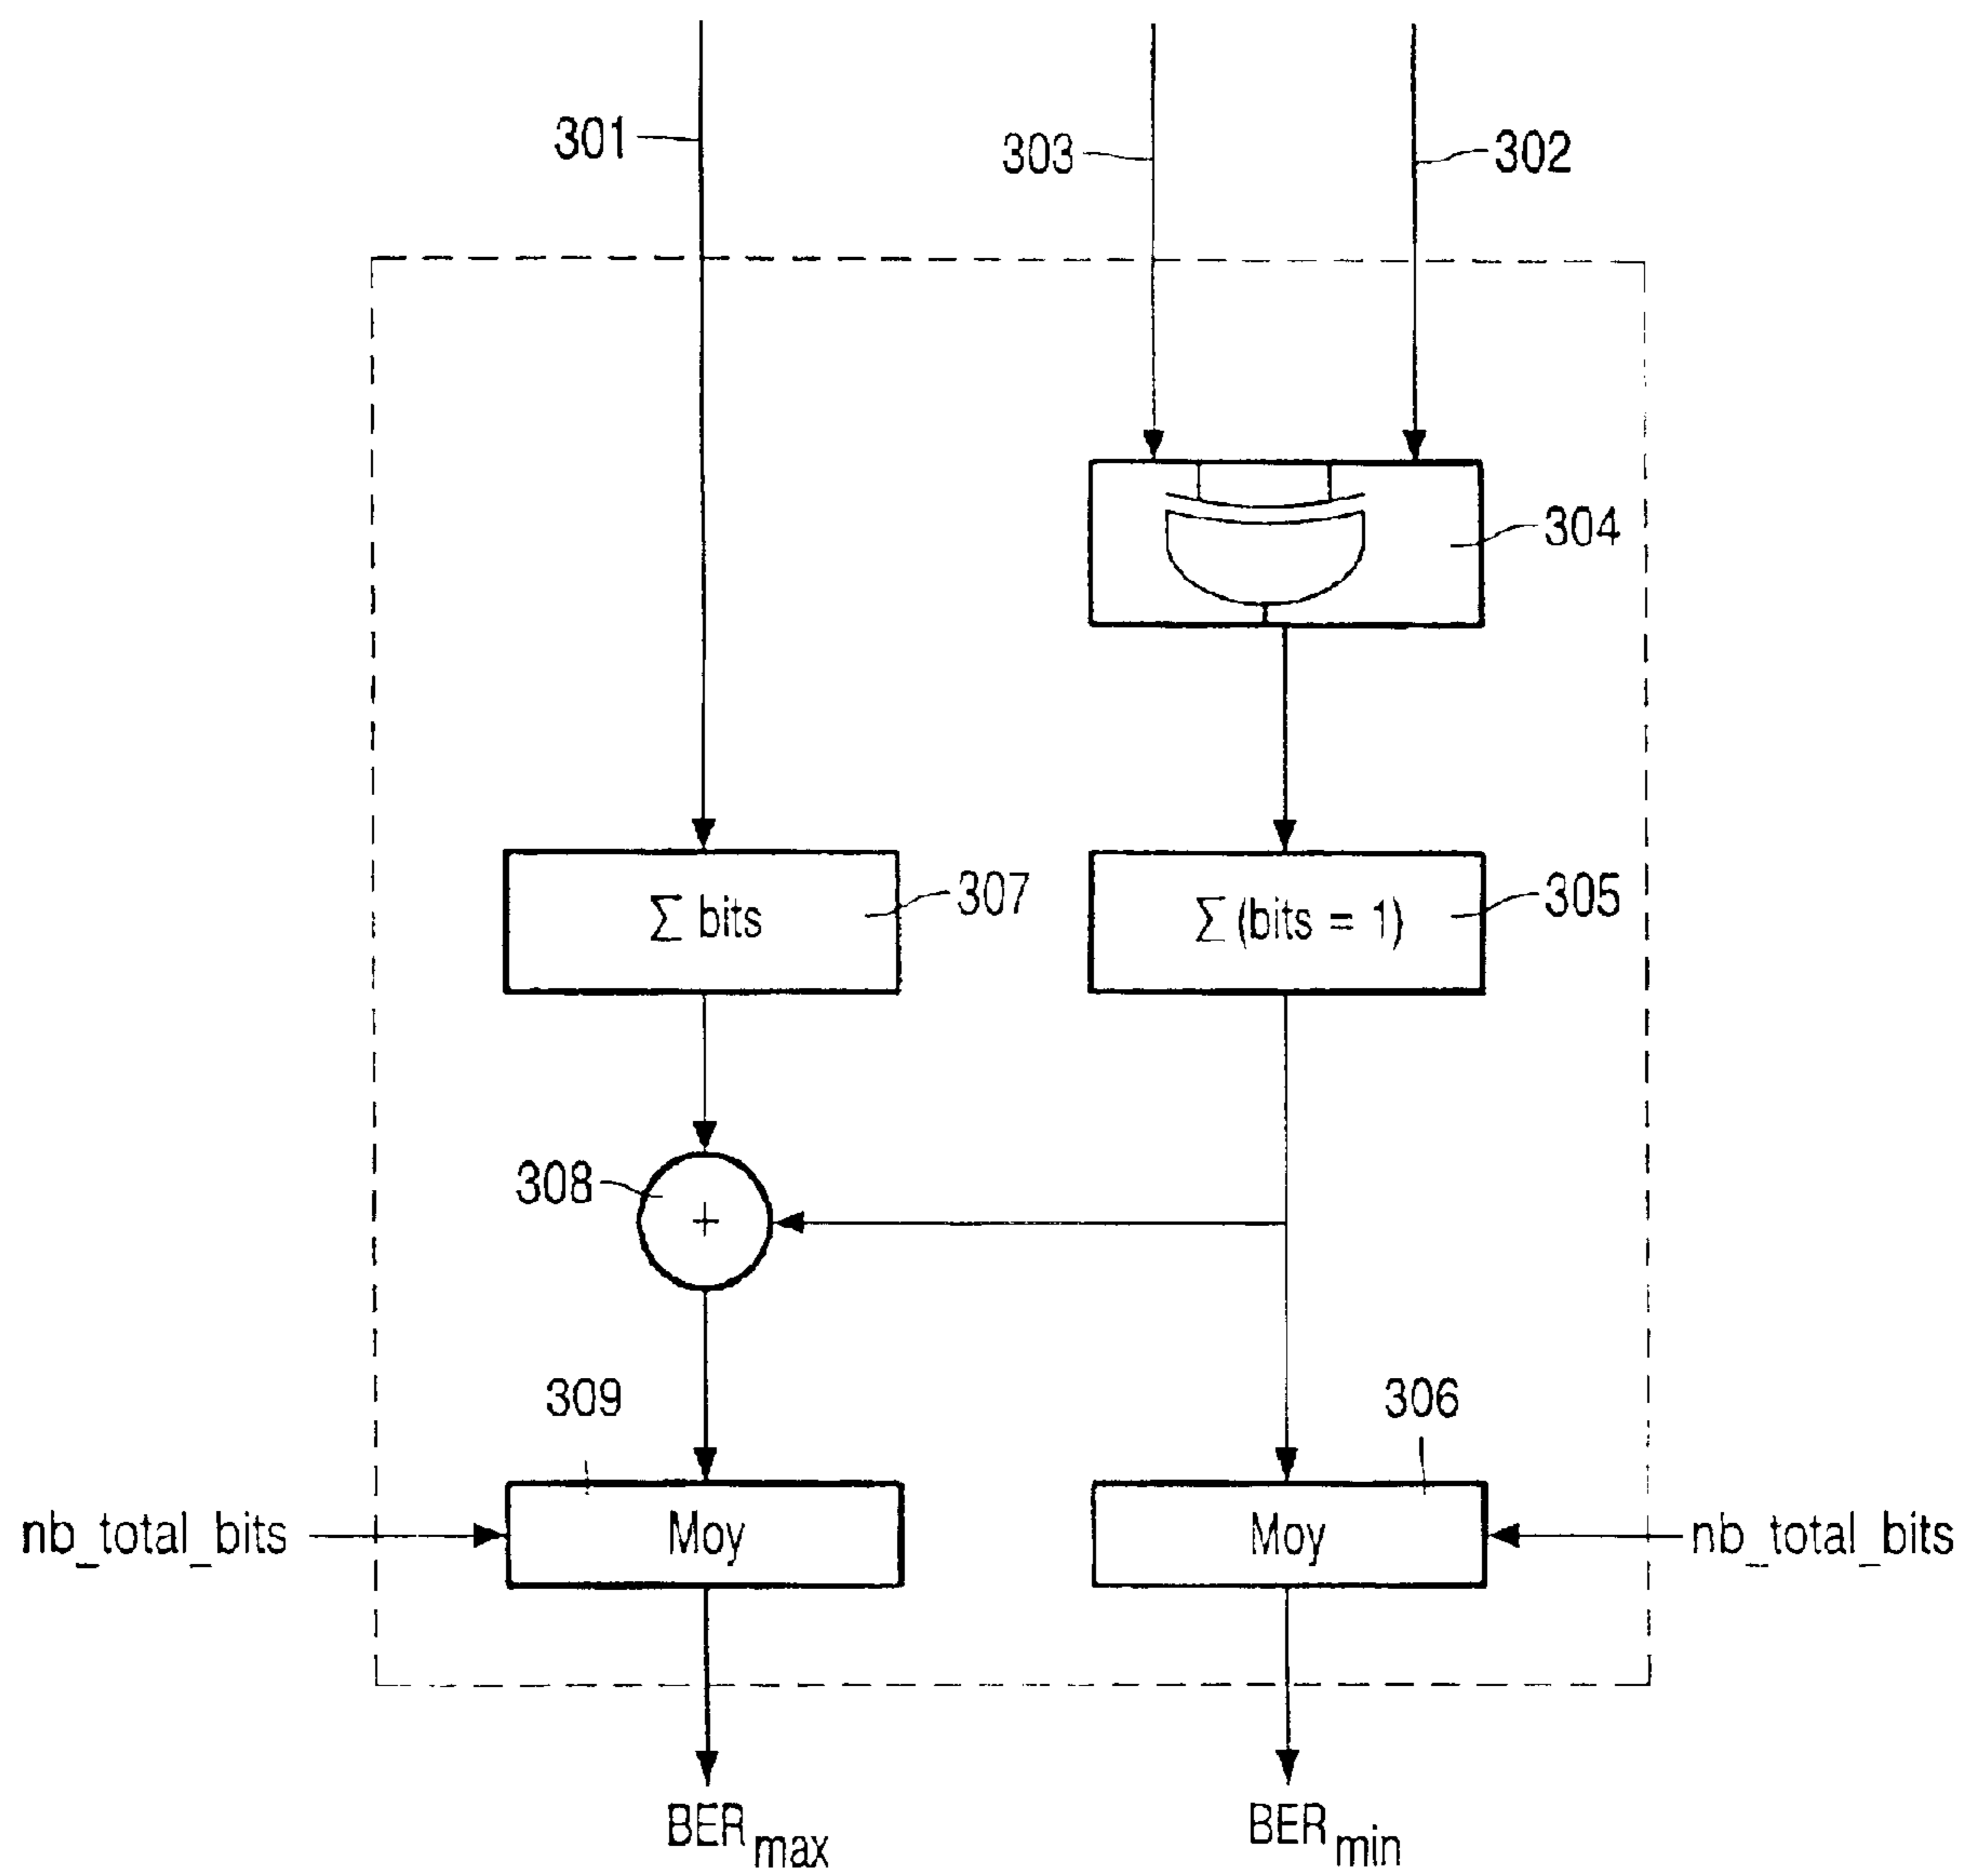 301
303
302
304
Σ bits
307
Σ (bits = 1)
305
308
+
309
306
nb_total_bits
Moy
Moy
nb_total_bits
BERmax
BERmin